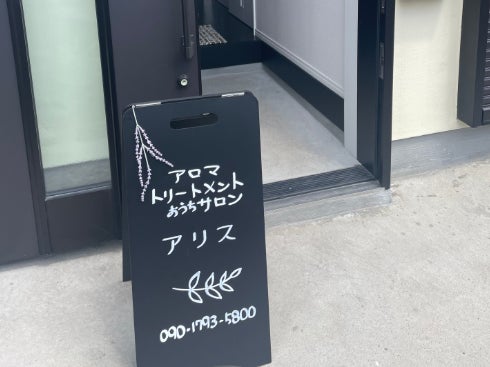 アロマ
トリートメント
おうちサロン
アリス
090-1793-5800